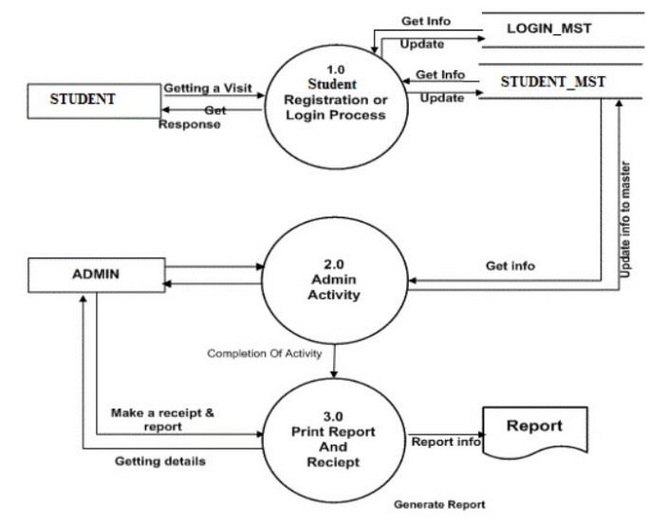 Get Info
LOGIN_MST
Update
1.0
Student
Registration or
Login Process
Get Info
STUDENT_MST
Update
STUDENT
Getting a Visit
Get
Response
Update info to master
2.0
Admin
Activity
Get info
ADMIN
Completion Of Activity
3.0
Print Report
And
Reciept
Make a receipt &
report
Getting details
Report info
Report
Generate Report